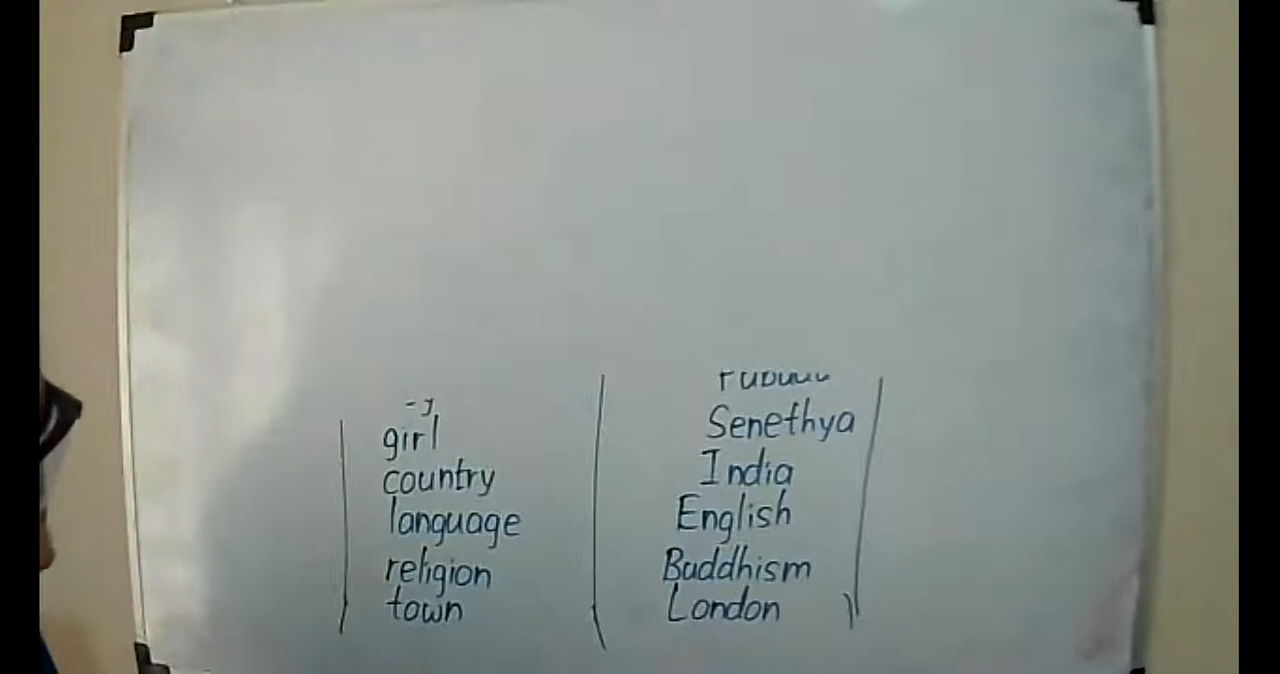 girl Senethya
country India
language English
religion Buddhism
town London